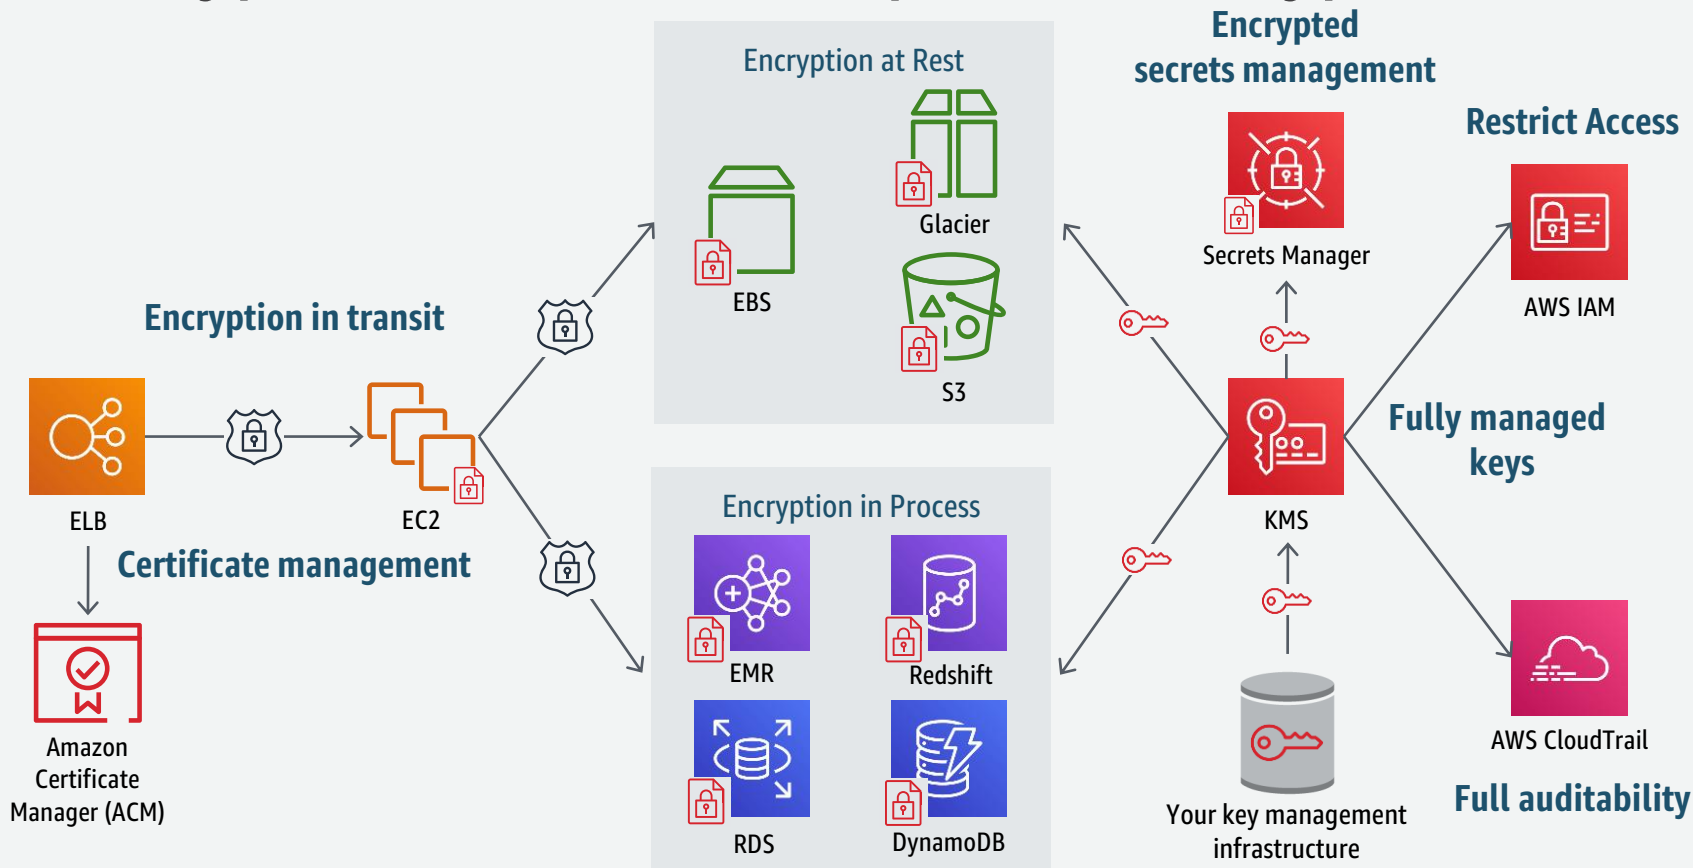 Encryption at Rest
Glacier
EBS
S3
Encrypted
secrets management
Secrets Manager
Restrict Access
AWS IAM
Encryption in transit
ELB
EC2
Certificate management
Amazon
Certificate
Manager (ACM)
Encryption in Process
EMR
Redshift
RDS
DynamoDB
Fully managed
keys
KMS
Your key management
infrastructure
AWS CloudTrail
Full auditability